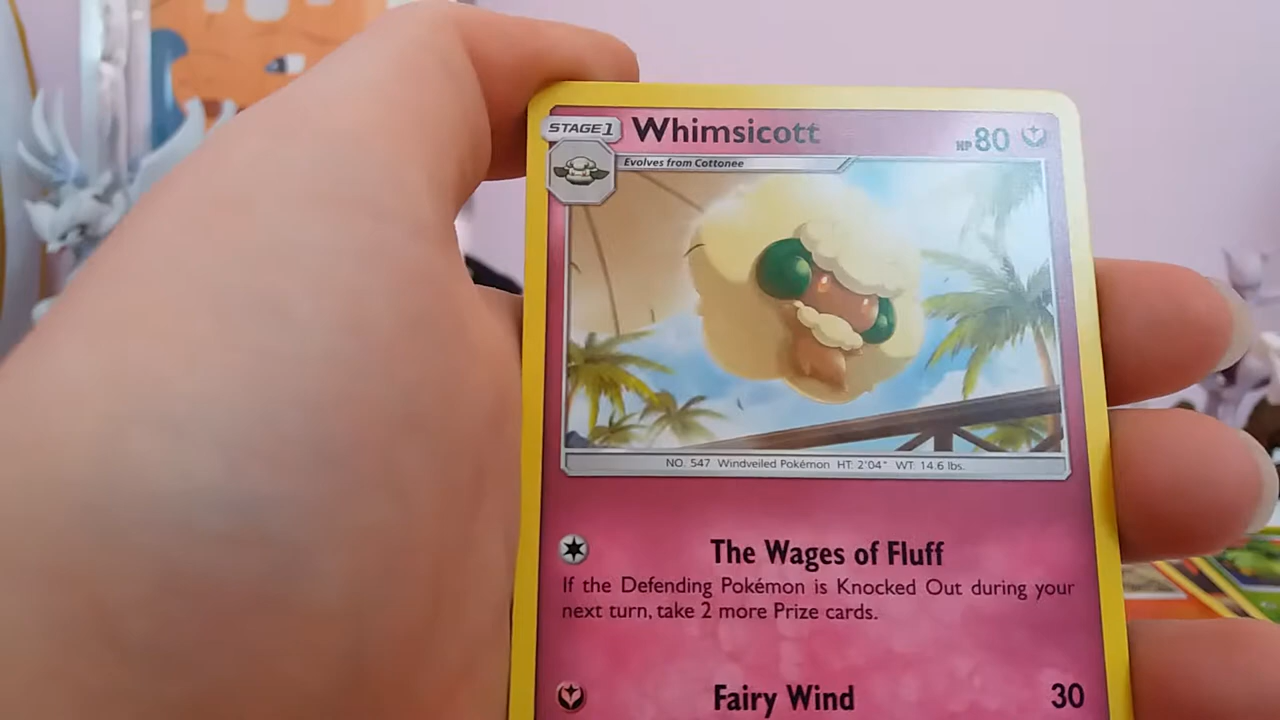 STAGE1 Whimsicott HP 80
Evolves from Cottonee
NO. 547 Windveiled Pokémon HT: 2'04" WT: 14.6 lbs.
The Wages of Fluff
If the Defending Pokémon is Knocked Out during your
next turn, take 2 more Prize cards.
Fairy Wind 30